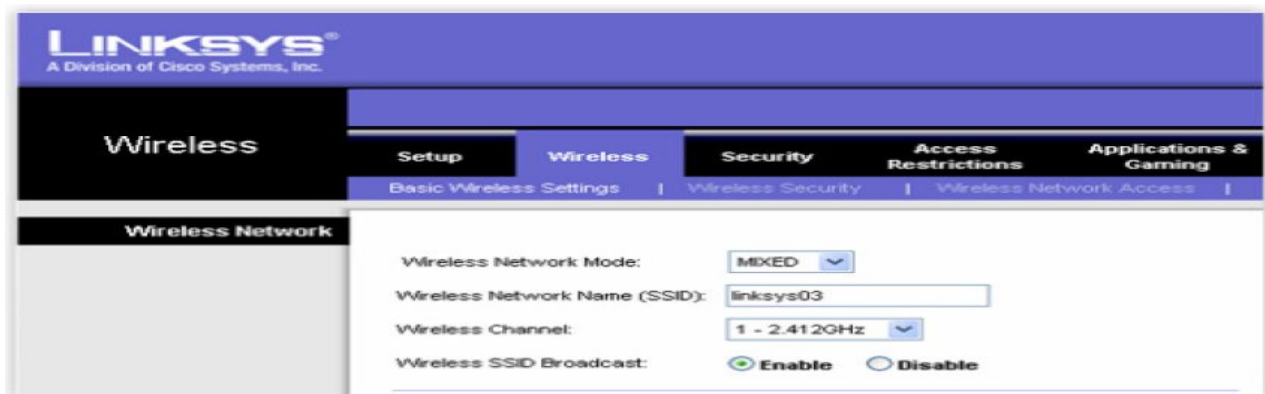 LINKSYS®
A Division of Cisco Systems, Inc.
Wireless
Setup
Wireless
Security
Access Restrictions
Applications & Gaming
Basic Wireless Settings | Wireless Security | Wireless Network Access |
Wireless Network
Wireless Network Mode: MIXED
Wireless Network Name (SSID): linksys03
Wireless Channel: 1 - 2.412GHz
Wireless SSID Broadcast: Enable Disable